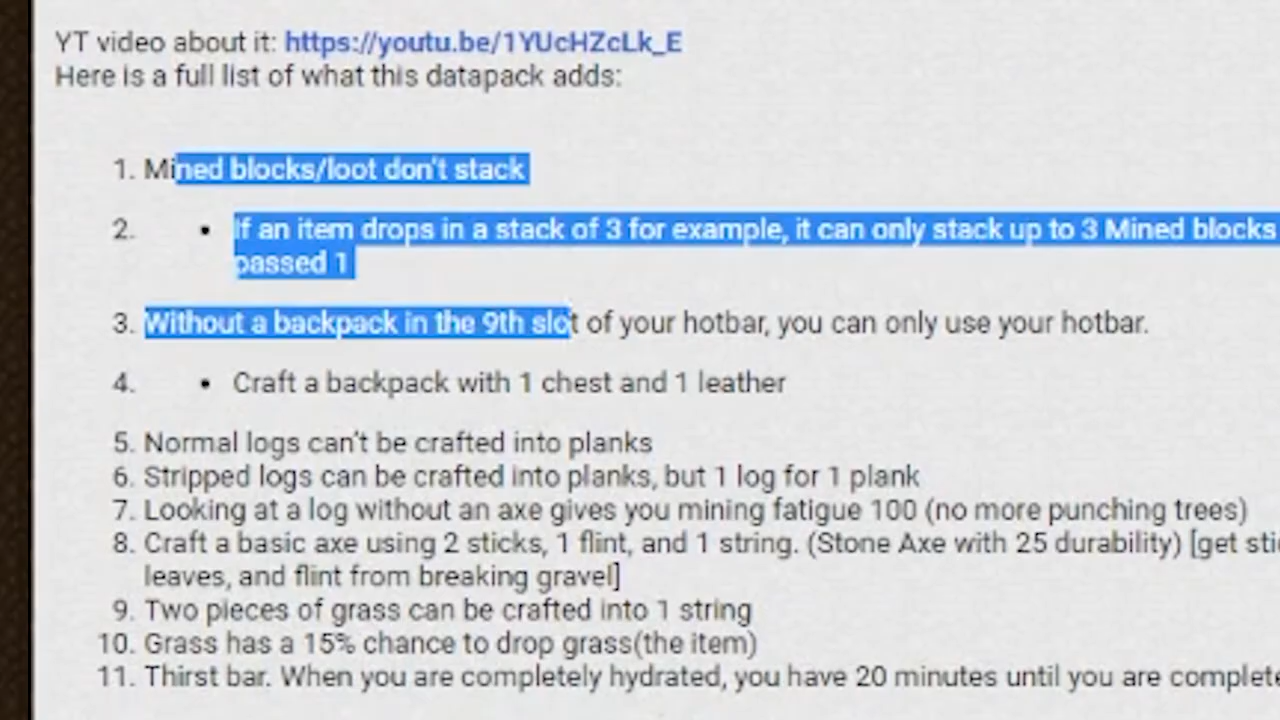 YT video about it: https://youtu.be/1YUcHZcLk_E
Here is a full list of what this datapack adds:
1. Mined blocks/loot don't stack
2. • If an item drops in a stack of 3 for example, it can only stack up to 3 Mined blocks
passed 1
3. Without a backpack in the 9th slot of your hotbar, you can only use your hotbar.
4. • Craft a backpack with 1 chest and 1 leather
5. Normal logs can't be crafted into planks
6. Stripped logs can be crafted into planks, but 1 log for 1 plank
7. Looking at a log without an axe gives you mining fatigue 100 (no more punching trees)
8. Craft a basic axe using 2 sticks, 1 flint, and 1 string. (Stone Axe with 25 durability) [get
leaves, and flint from breaking gravel]
9. Two pieces of grass can be crafted into 1 string
10. Grass has a 15% chance to drop grass(the item)
11. Thirst bar. When you are completely hydrated, you have 20 minutes until you are